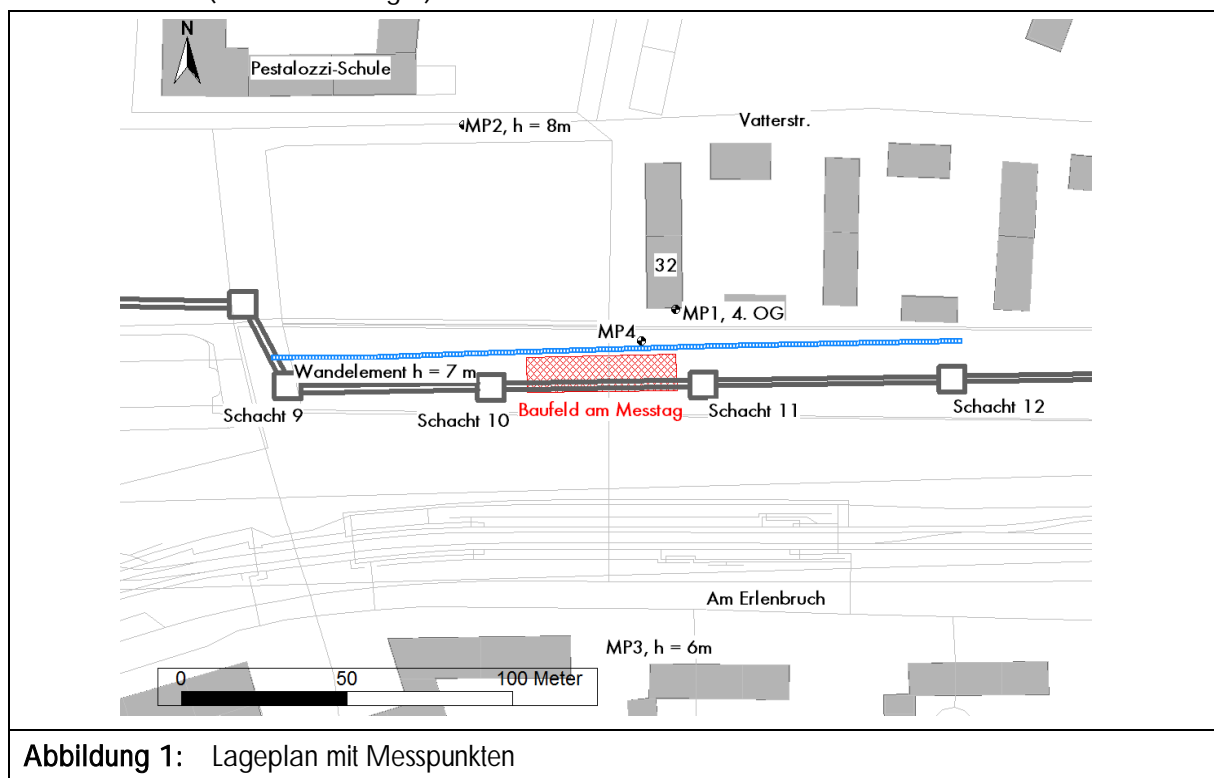 N
Pestalozzi-Schule
MP2, h = 8m
Vatterstr.
32
MP1, 4. OG
MP4
Wandelement h = 7 m
Schacht 9
Schacht 10
Baufeld am Messtag
Schacht 11
Schacht 12
Am Erlenbruch
MP3, h = 6m
0 50 100 Meter
Abbildung 1: Lageplan mit Messpunkten